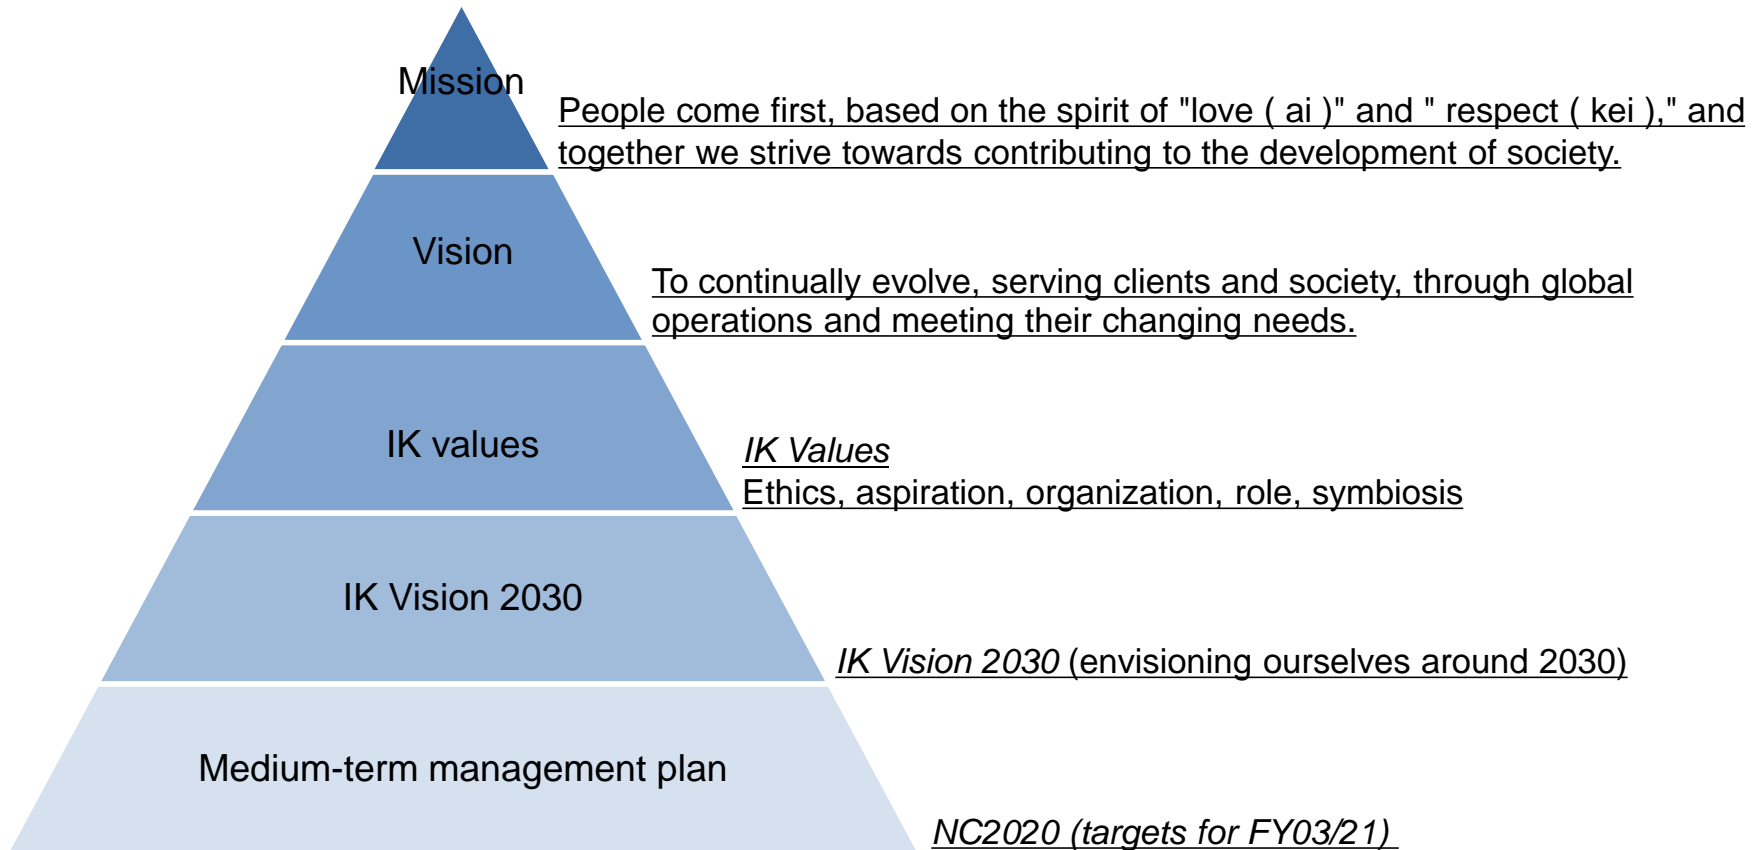 Mission
People come first, based on the spirit of "love ( ai )" and " respect ( kei )," and
together we strive towards contributing to the development of society.
Vision
To continually evolve, serving clients and society, through global
operations and meeting their changing needs.
IK values
IK Values
Ethics, aspiration, organization, role, symbiosis
IK Vision 2030
IK Vision 2030 (envisioning ourselves around 2030)
Medium-term management plan
NC2020 (targets for FY03/21)